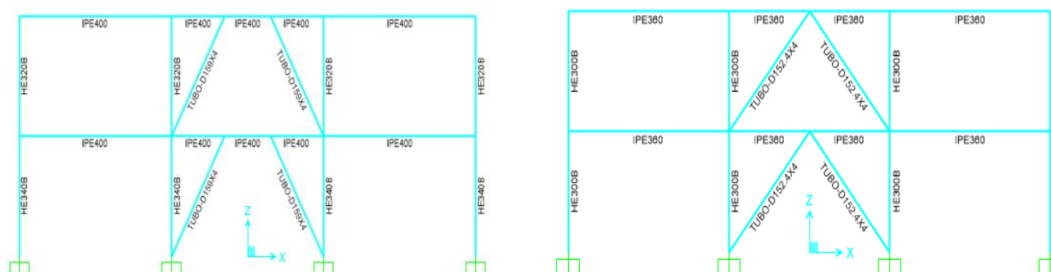 IPE400 IPE400 IPE400 IPE400 IPE400
HE320B HE320B TUBO-D159X4 TUBO-D159X4 HE320B HE320B
IPE400 IPE400 IPE400 IPE400 IPE400
HE340B HE340B TUBO-D159X4 TUBO-D159X4 HE340B HE340B
Z
X
IPE360 IPE360 IPE360 IPE360
HE300B HE300B TUBO-D152.4X4 TUBO-D152.4X4 HE300B HE300B
IPE360 IPE360 IPE360 IPE360
HE300B HE300B TUBO-D152.4X4 TUBO-D152.4X4 HE300B HE300B
Z
X